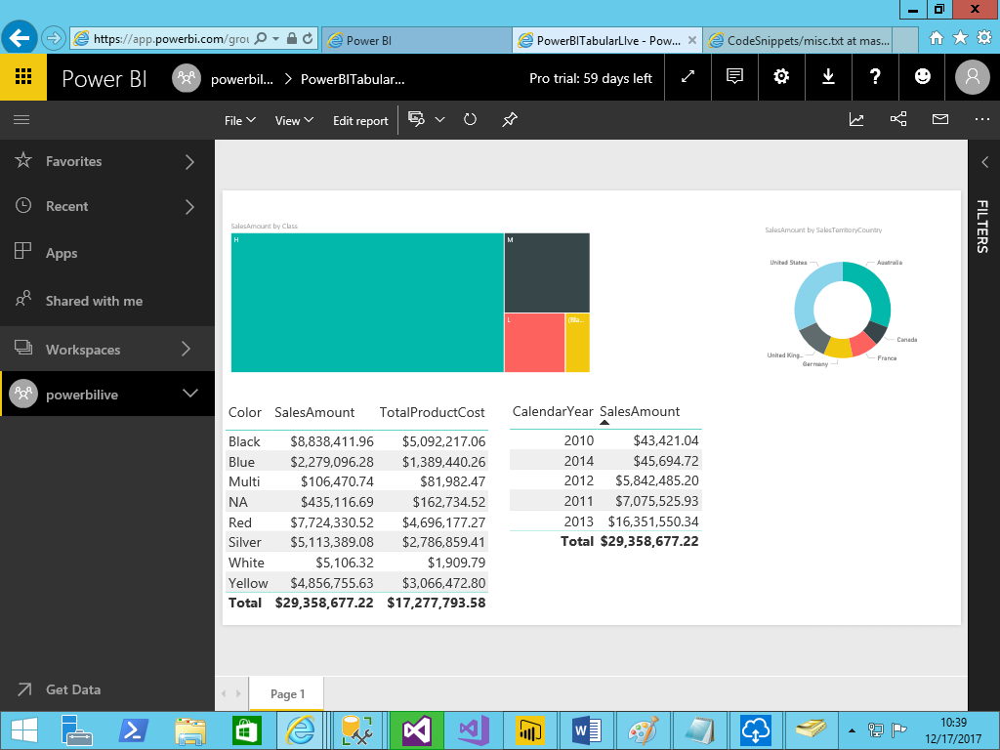 https://app.powerbi.com/grou
Power BI
PowerBITabularLIve - Pow...
CodeSnippets/misc.txt at mas...
Power BI
powerbil...
PowerBITabular...
Pro trial: 59 days left
File
View
Edit report
Favorites
Recent
Apps
Shared with me
Workspaces
powerbilive
Get Data
FILTERS
SalesAmount by Class
H
M
L
(Bla...
SalesAmount by SalesTerritoryCountry
United States
Australia
Canada
France
Germany
United King...
Color SalesAmount TotalProductCost
Black $8,838,411.96 $5,092,217.06
Blue $2,279,096.28 $1,389,440.26
Multi $106,470.74 $81,982.47
NA $435,116.69 $162,734.52
Red $7,724,330.52 $4,696,177.27
Silver $5,113,389.08 $2,786,859.41
White $5,106.32 $1,909.79
Yellow $4,856,755.63 $3,066,472.80
Total $29,358,677.22 $17,277,793.58
CalendarYear SalesAmount
2010 $43,421.04
2014 $45,694.72
2012 $5,842,485.20
2011 $7,075,525.93
2013 $16,351,550.34
Total $29,358,677.22
Page 1
10:39
12/17/2017